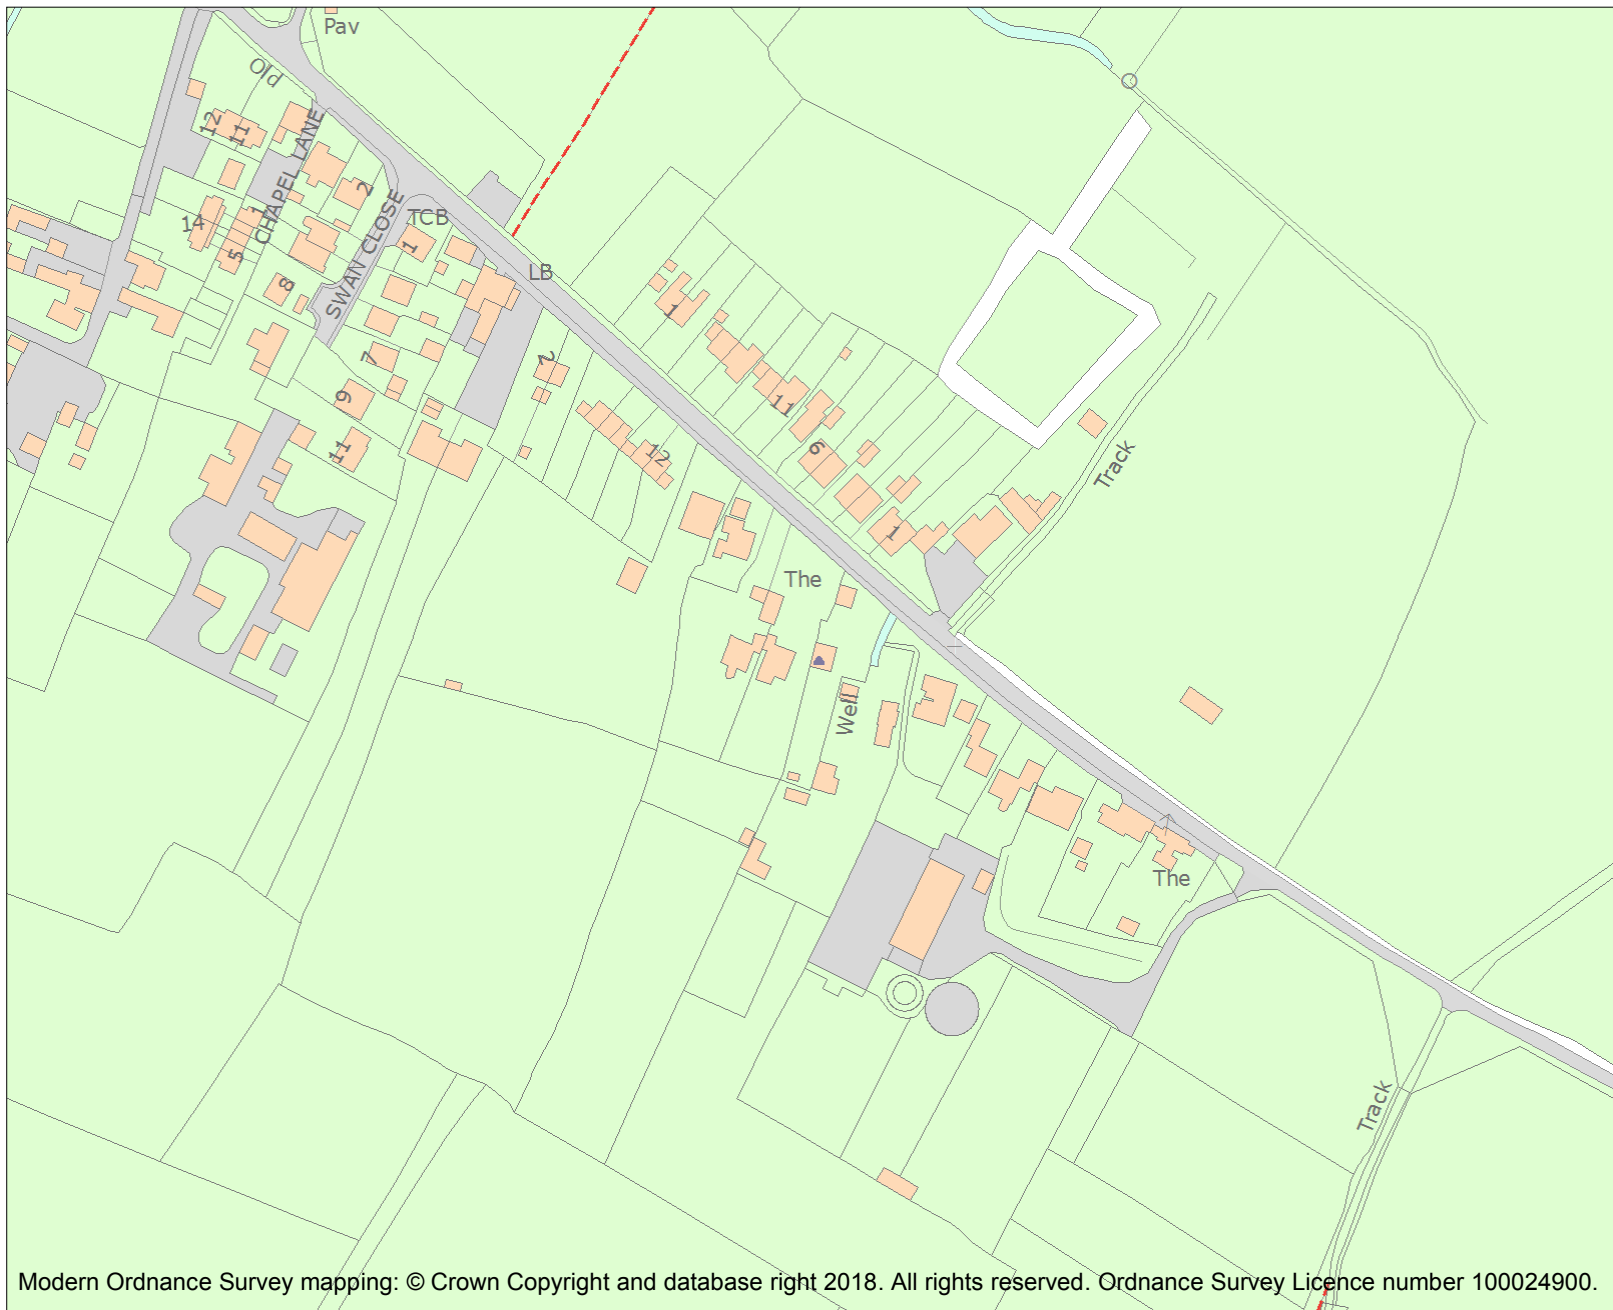 Pav
Old
12
11
CHAPEL LANE
2
14
1
5
SWAN CLOSE
TCB
1
8
LB
1
7
2
9
11
11
12
6
Track
1
The
Well
The
Track
Modern Ordnance Survey mapping: © Crown Copyright and database right 2018. All rights reserved. Ordnance Survey Licence number 100024900.